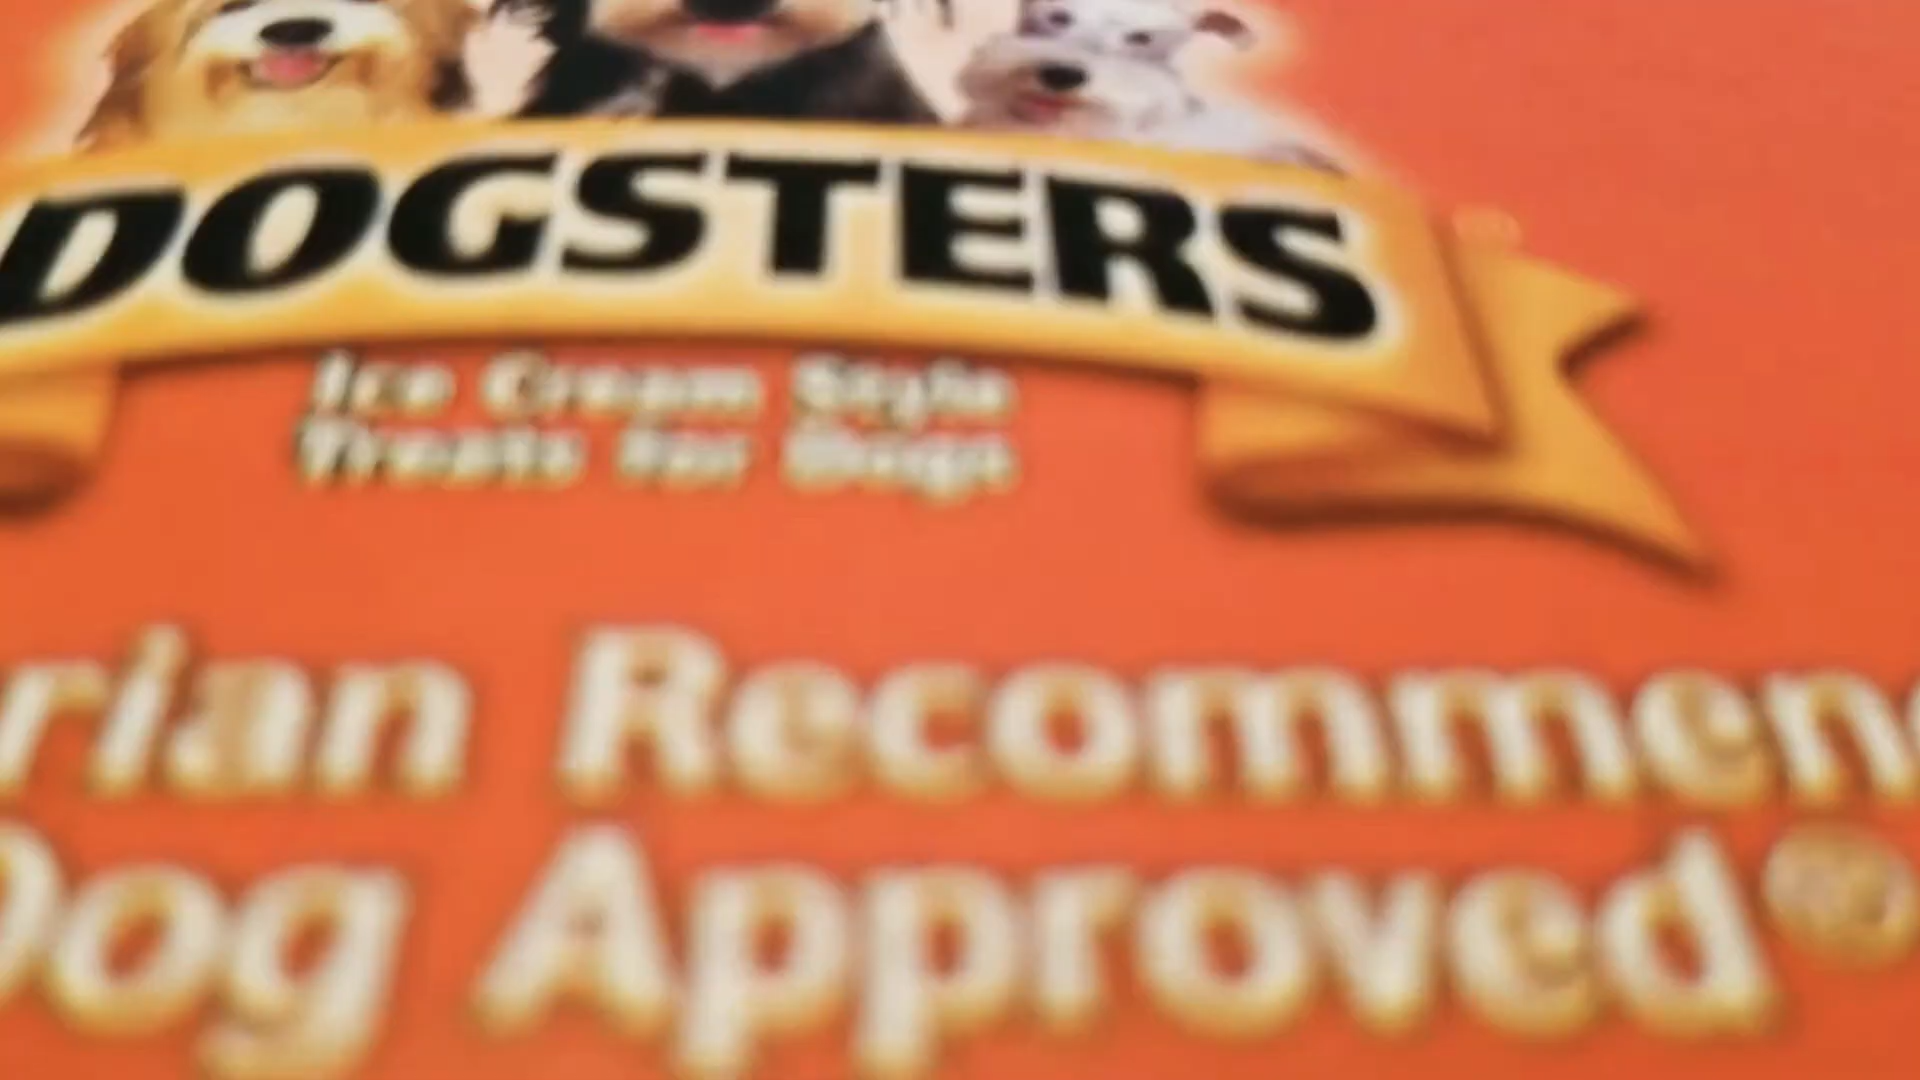 DOGSTERS
Ice Cream Style
Treats for Dogs
rian Recommen
Dog Approved